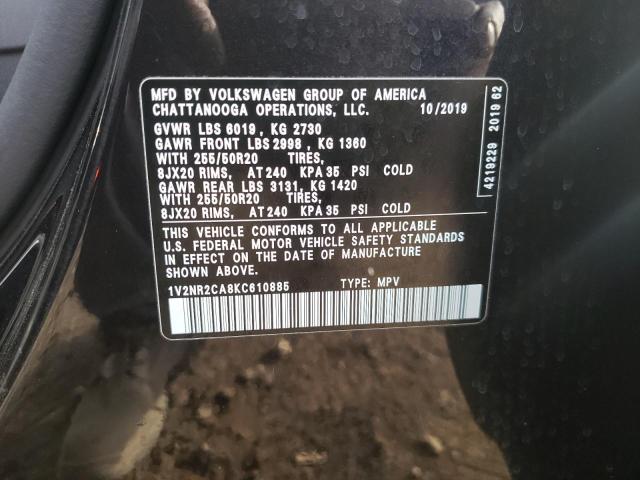 MFD BY VOLKSWAGEN GROUP OF AMERICA
CHATTANOOGA OPERATIONS, LLC. 10/2019
GVWR LBS 6019, KG 2730
GAWR FRONT LBS 2998, KG 1360
WITH 255/50R20 TIRES,
8JX20 RIMS, AT 240 KPA 35 PSI COLD
GAWR REAR LBS 3131, KG 1420
WITH 255/50R20 TIRES,
8JX20 RIMS, AT 240 KPA 35 PSI COLD
THIS VEHICLE CONFORMS TO ALL APPLICABLE
U.S. FEDERAL MOTOR VEHICLE SAFETY STANDARDS
IN EFFECT ON THE DATE OF MANUFACTURE
SHOWN ABOVE.
1V2NR2CA8KC610885 TYPE: MPV
4219229 2019 62